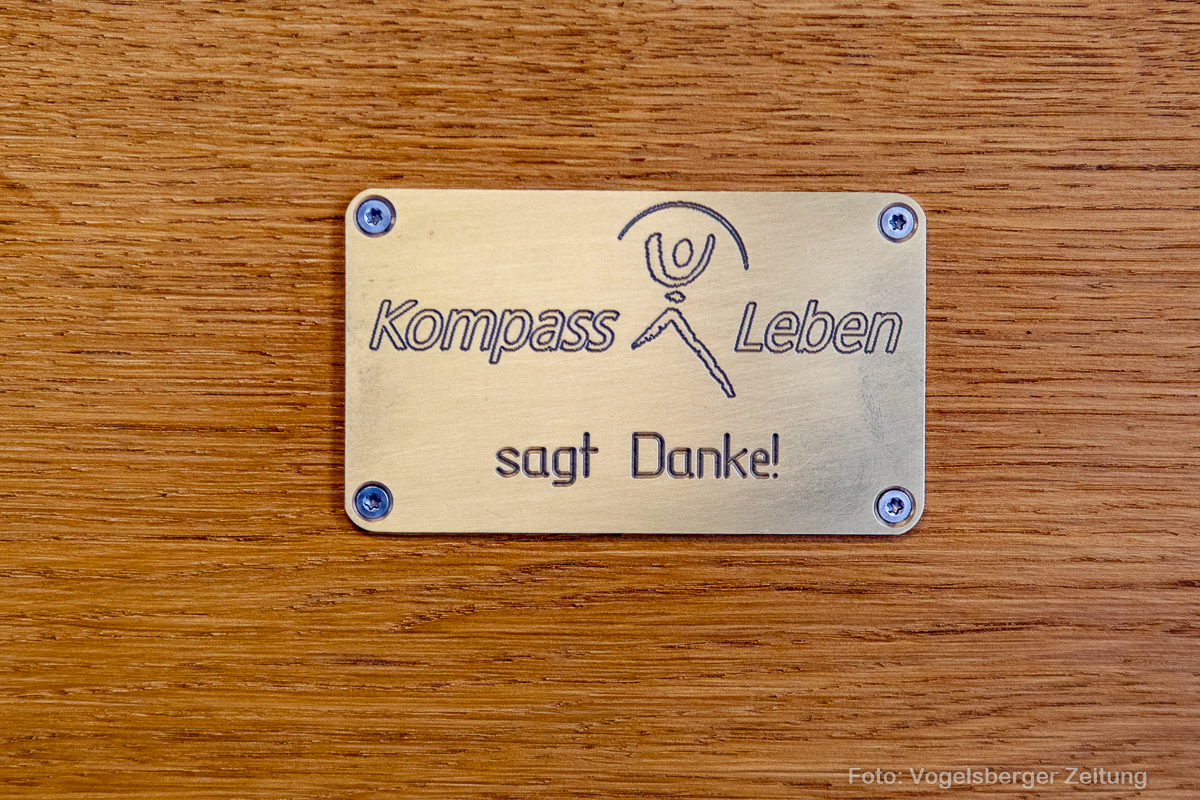 Kompass Leben
sagt Danke!
Foto: Vogelsberger Zeitung